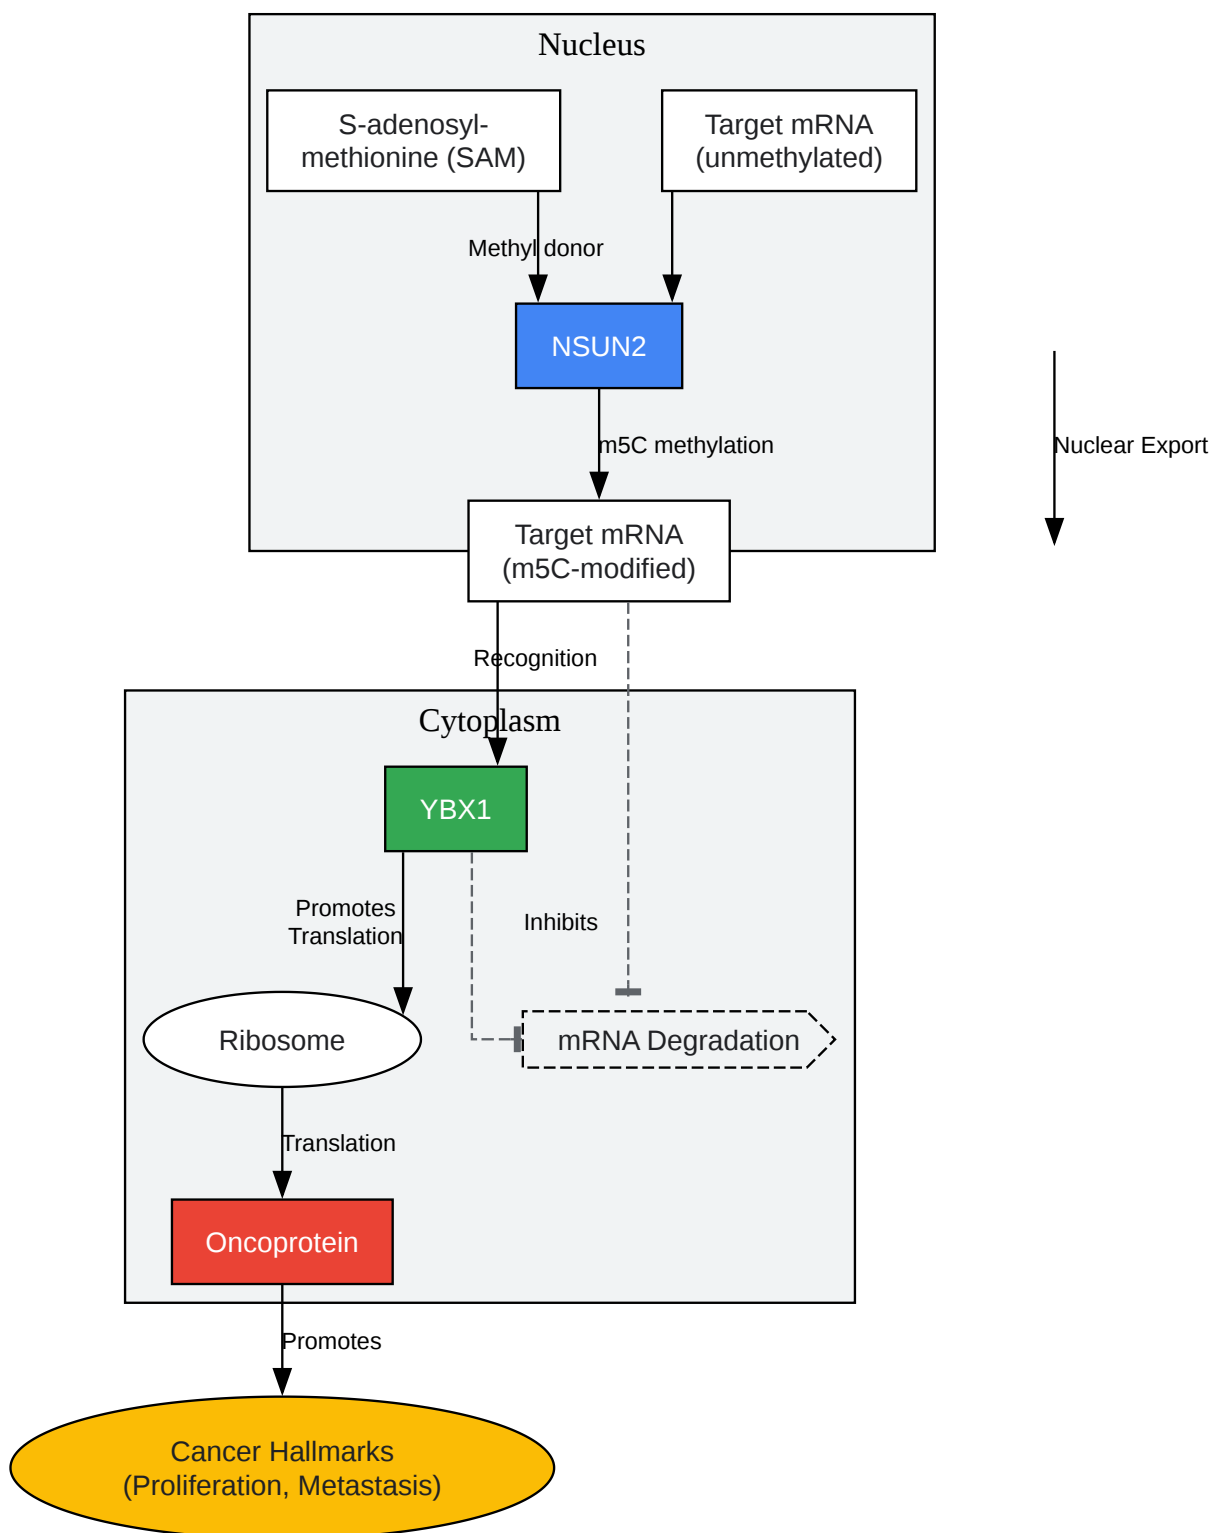 Nucleus
S-adenosyl-
methionine (SAM)
Target mRNA
(unmethylated)
Methyl donor
NSUN2
m5C methylation
Nuclear Export
Target mRNA
(m5C-modified)
Recognition
Cytoplasm
YBX1
Promotes
Translation
Inhibits
Ribosome
mRNA Degradation
Translation
Oncoprotein
Promotes
Cancer Hallmarks
(Proliferation, Metastasis)